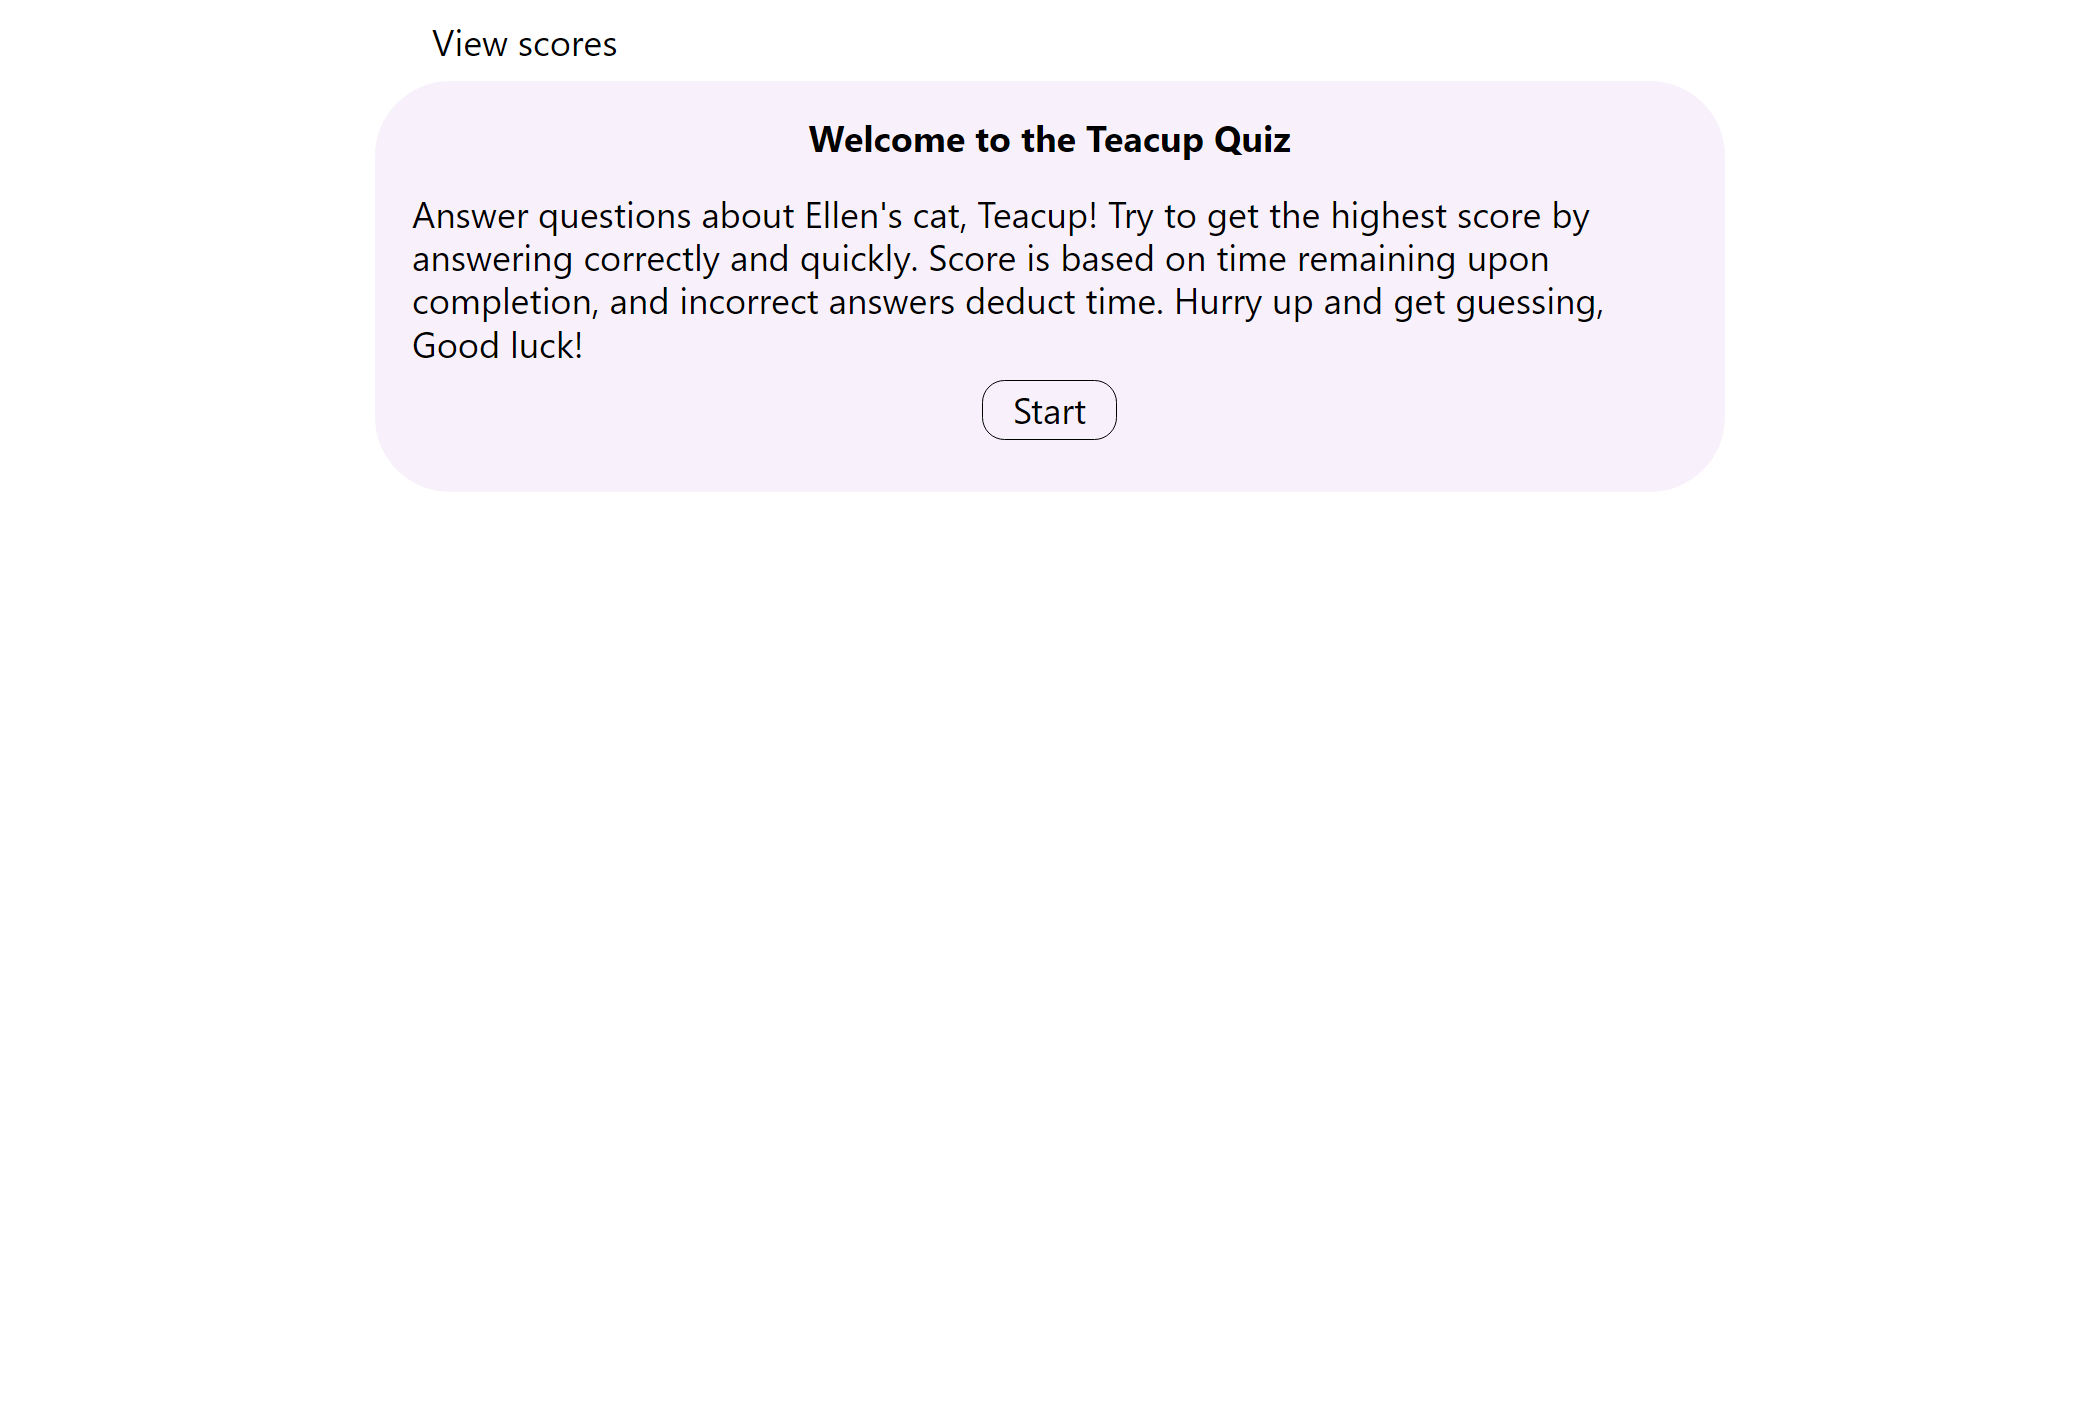 View scores
Welcome to the Teacup Quiz
Answer questions about Ellen's cat, Teacup! Try to get the highest score by
answering correctly and quickly. Score is based on time remaining upon
completion, and incorrect answers deduct time. Hurry up and get guessing,
Good luck!
Start